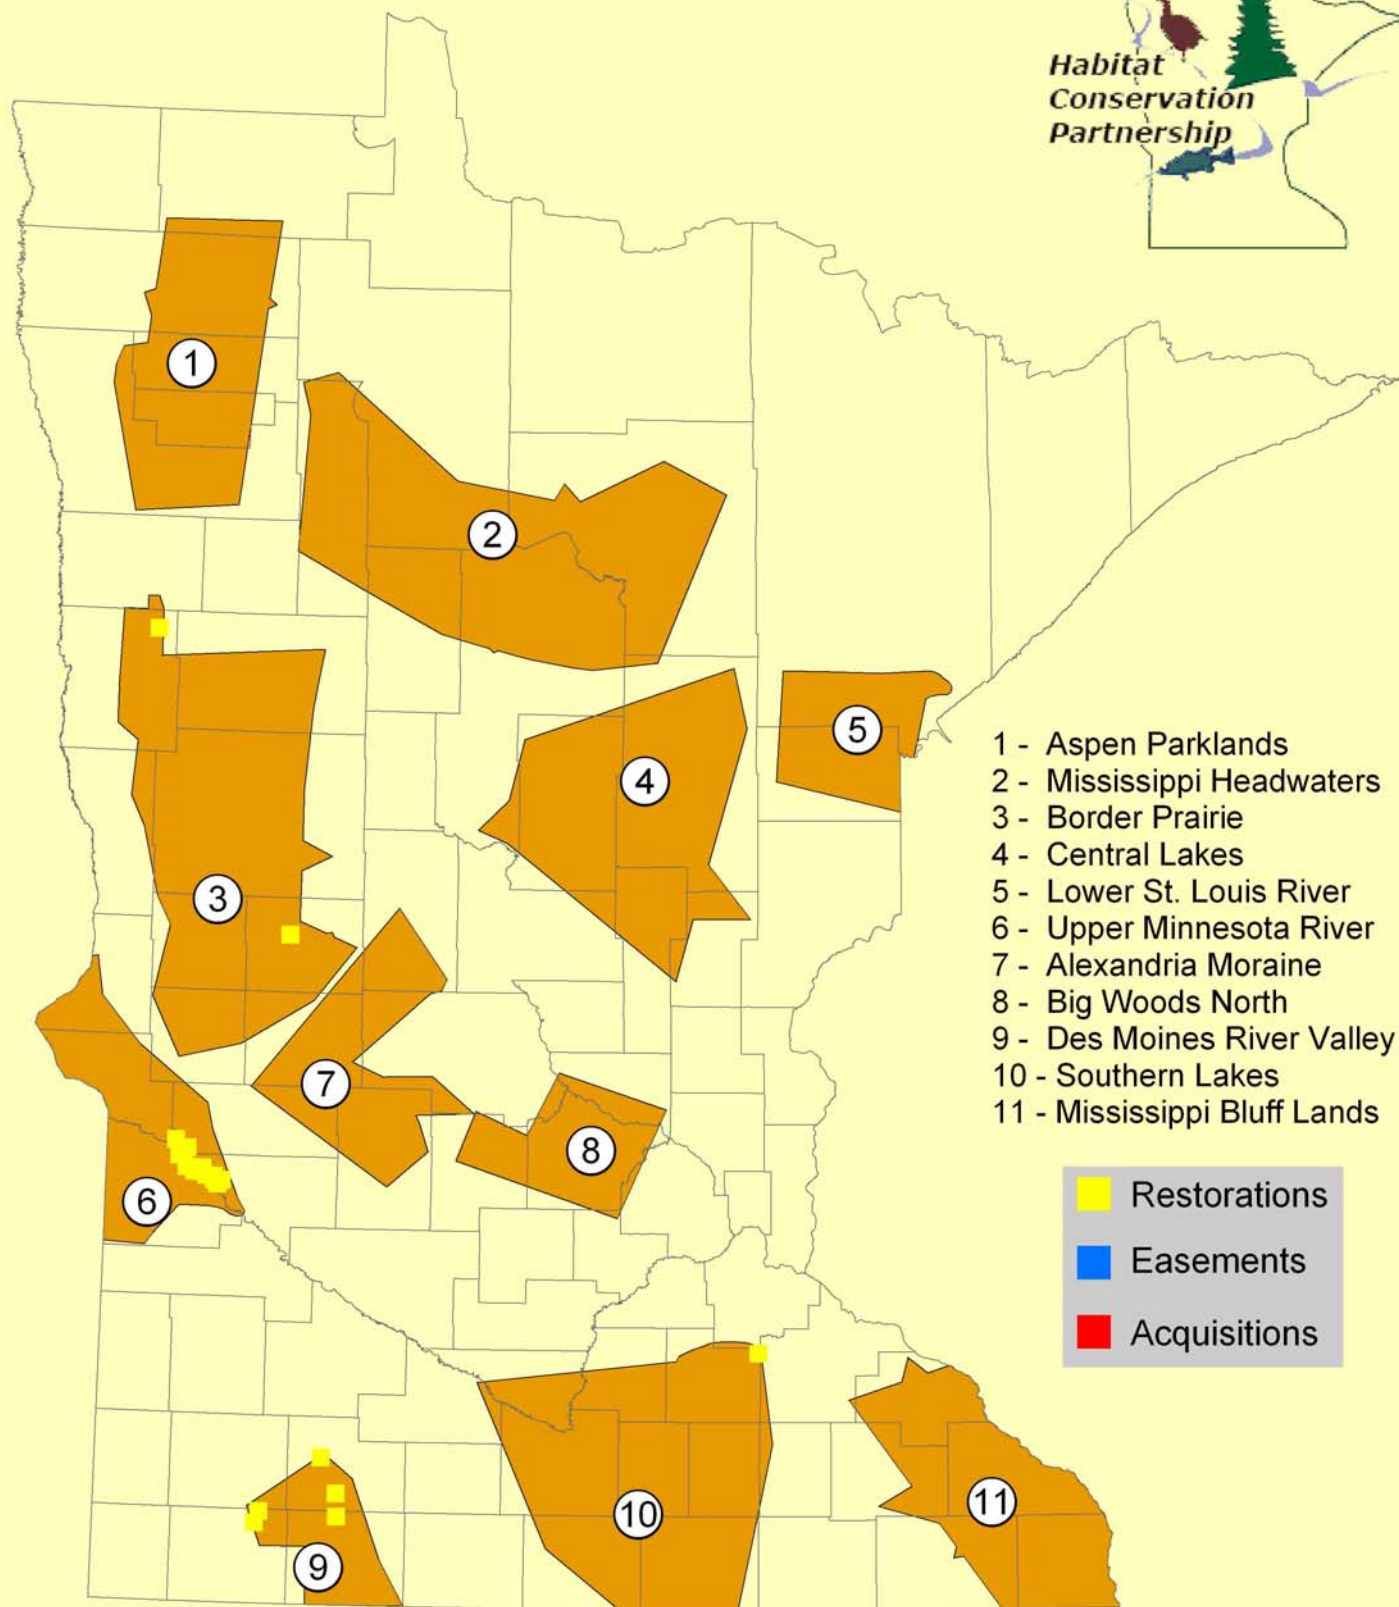 Habitat
Conservation
Partnership
1
2
3
4
5
6
7
8
9
10
11
1 - Aspen Parklands
2 - Mississippi Headwaters
3 - Border Prairie
4 - Central Lakes
5 - Lower St. Louis River
6 - Upper Minnesota River
7 - Alexandria Moraine
8 - Big Woods North
9 - Des Moines River Valley
10 - Southern Lakes
11 - Mississippi Bluff Lands
Restorations
Easements
Acquisitions